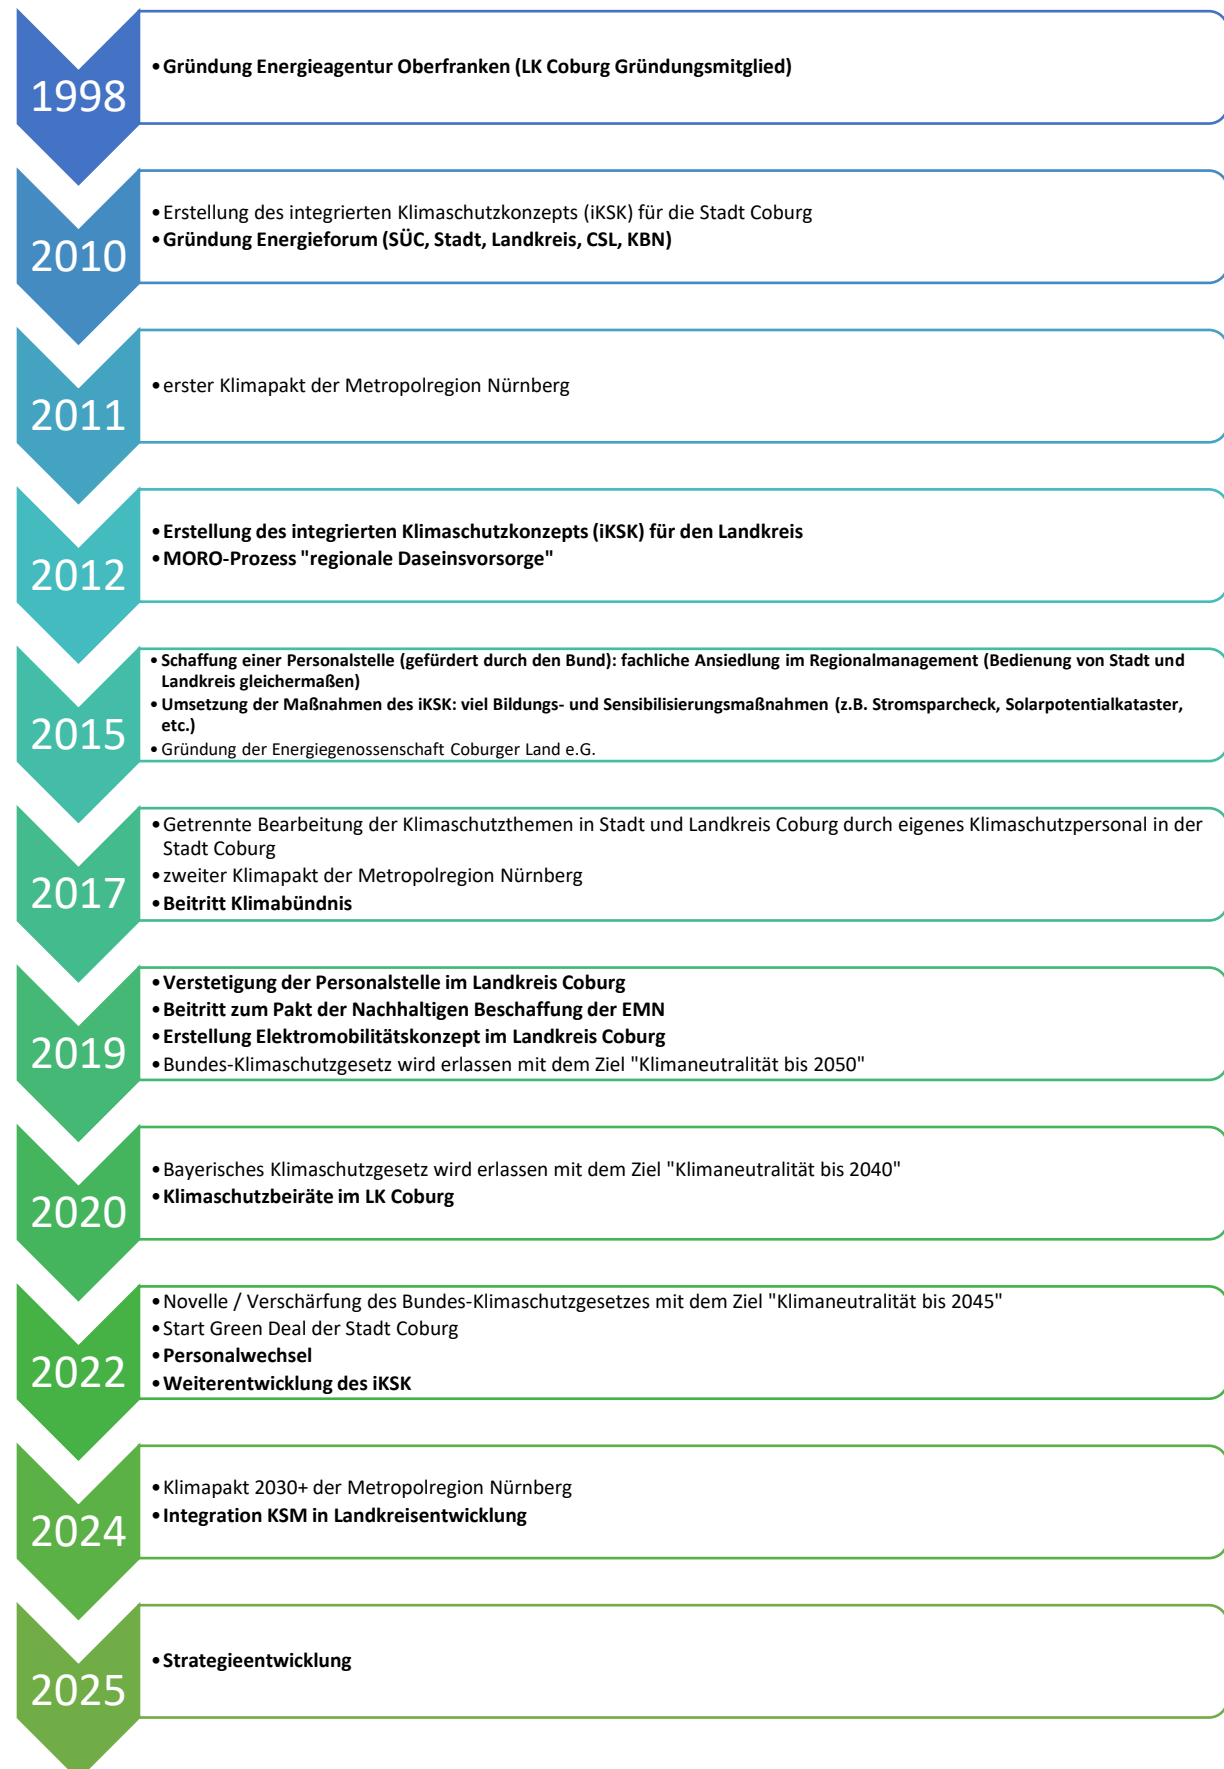 1998
•Gründung Energieagentur Oberfranken (LK Coburg Gründungsmitglied)
2010
•Erstellung des integrierten Klimaschutzkonzepts (iKSK) für die Stadt Coburg
•Gründung Energieforum (SÜC, Stadt, Landkreis, CSL, KBN)
2011
•erster Klimapakt der Metropolregion Nürnberg
2012
•Erstellung des integrierten Klimaschutzkonzepts (iKSK) für den Landkreis
•MORO-Prozess "regionale Daseinsvorsorge"
2015
•Schaffung einer Personalstelle (gefördert durch den Bund): fachliche Ansiedlung im Regionalmanagement (Bedienung von Stadt und
Landkreis gleichermaßen)
•Umsetzung der Maßnahmen des iKSK: viel Bildungs- und Sensibilisierungsmaßnahmen (z.B. Stromsparcheck, Solarpotentialkataster,
etc.)
•Gründung der Energiegenossenschaft Coburger Land e.G.
2017
•Getrennte Bearbeitung der Klimaschutzthemen in Stadt und Landkreis Coburg durch eigenes Klimaschutzpersonal in der
Stadt Coburg
•zweiter Klimapakt der Metropolregion Nürnberg
•Beitritt Klimabündnis
2019
•Verstetigung der Personalstelle im Landkreis Coburg
•Beitritt zum Pakt der Nachhaltigen Beschaffung der EMN
•Erstellung Elektromobilitätskonzept im Landkreis Coburg
•Bundes-Klimaschutzgesetz wird erlassen mit dem Ziel "Klimaneutralität bis 2050"
2020
•Bayerisches Klimaschutzgesetz wird erlassen mit dem Ziel "Klimaneutralität bis 2040"
•Klimaschutzbeiräte im LK Coburg
2022
•Novelle / Verschärfung des Bundes-Klimaschutzgesetzes mit dem Ziel "Klimaneutralität bis 2045"
•Start Green Deal der Stadt Coburg
•Personalwechsel
•Weiterentwicklung des iKSK
2024
•Klimapakt 2030+ der Metropolregion Nürnberg
•Integration KSM in Landkreisentwicklung
2025
•Strategieentwicklung